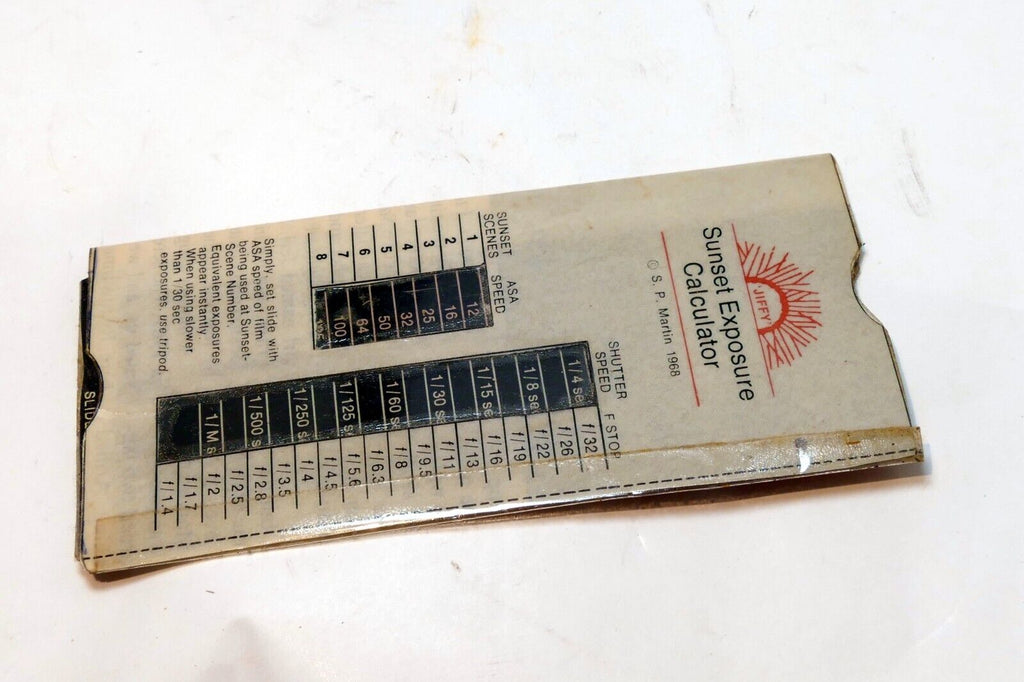 JIFFY
Sunset Exposure
Calculator
© S. P. Martin 1968
SUNSET SCENES
ASA SPEED
1 12
2 16
3 25
4 32
5 50
6 64
7 100
8
Simply, set slide with
ASA speed of film
being used at Sunset-
Scene Number.
Equivalent exposures
appear instantly.
When using slower
than 1/30 sec
exposures, use tripod.
SHUTTER SPEED
F STOP
1/4 se f/32
f/26
1/8 se f/22
f/19
1/15 se f/16
f/13
1/30 s f/11
f/9.5
1/60 s f/8
f/6.3
1/125 s f/5.6
f/4.5
1/250 s f/4
f/3.5
1/500 s f/2.8
f/2.5
1/M s f/2
f/1.7
f/1.4